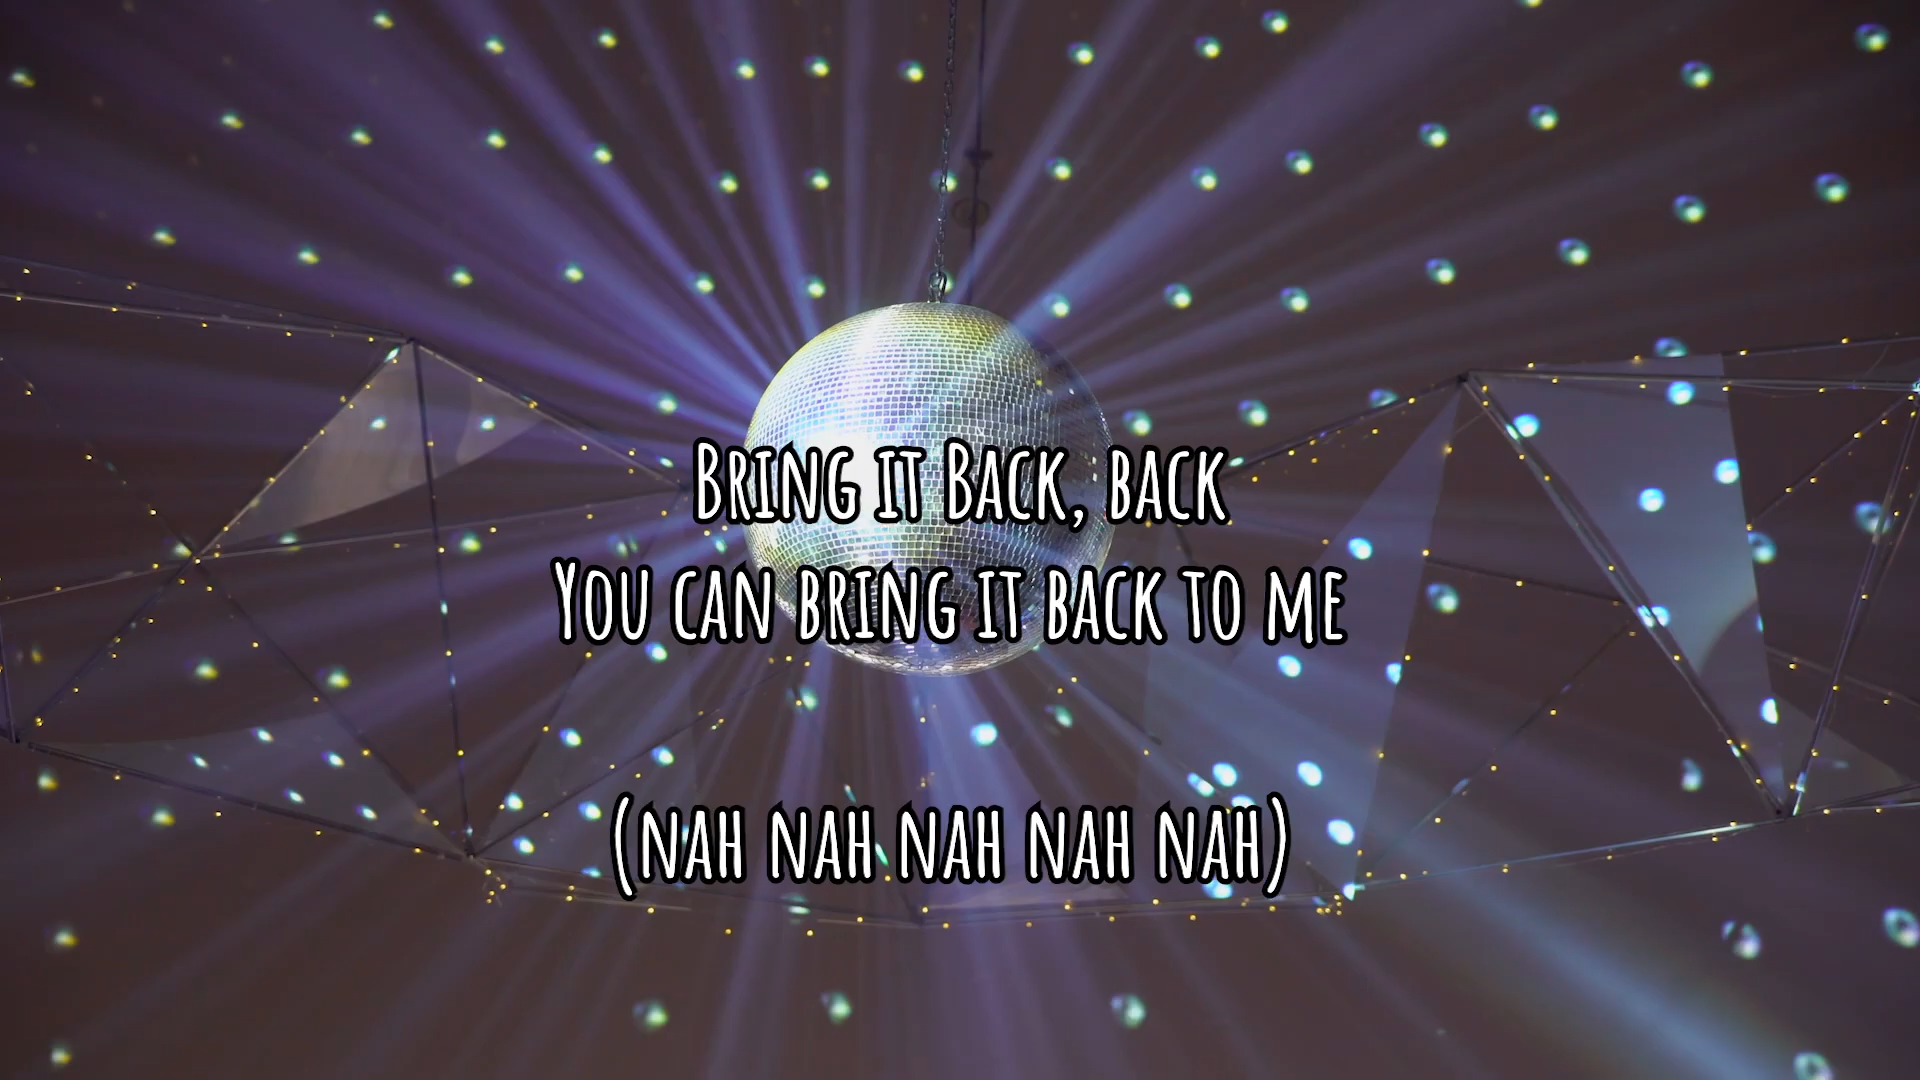 Bring it Back, back
You can bring it back to me
(nah nah nah nah nah)